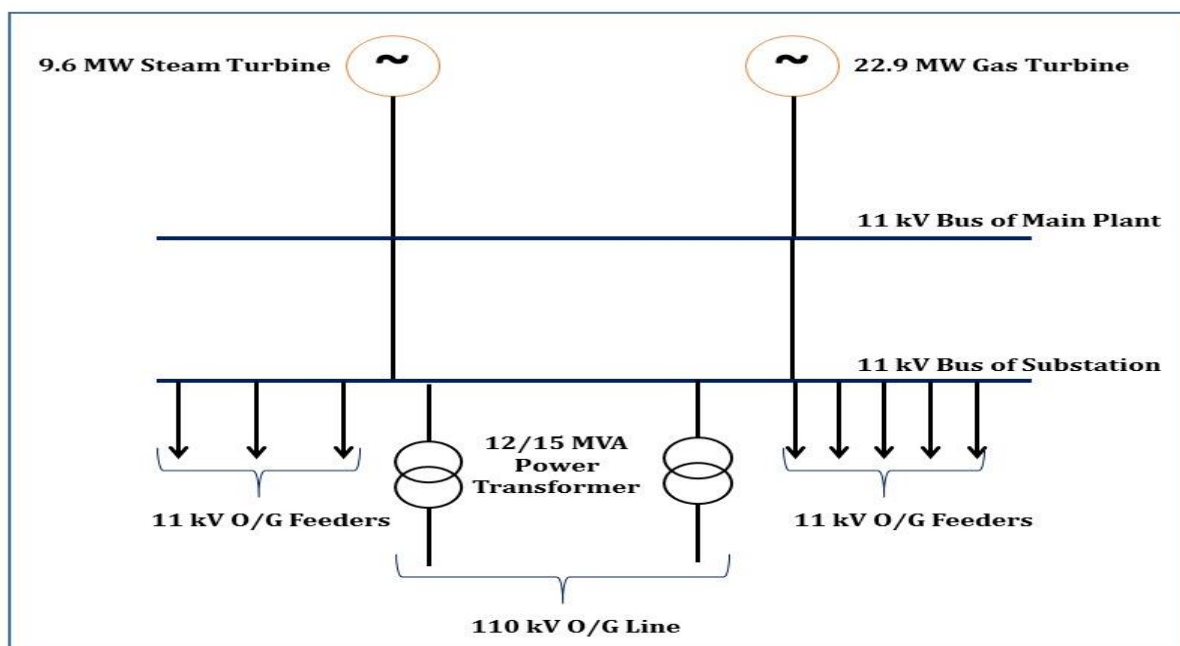 9.6 MW Steam Turbine
~
~
22.9 MW Gas Turbine
11 kV Bus of Main Plant
11 kV Bus of Substation
12/15 MVA
Power
Transformer
11 kV O/G Feeders
11 kV O/G Feeders
110 kV O/G Line